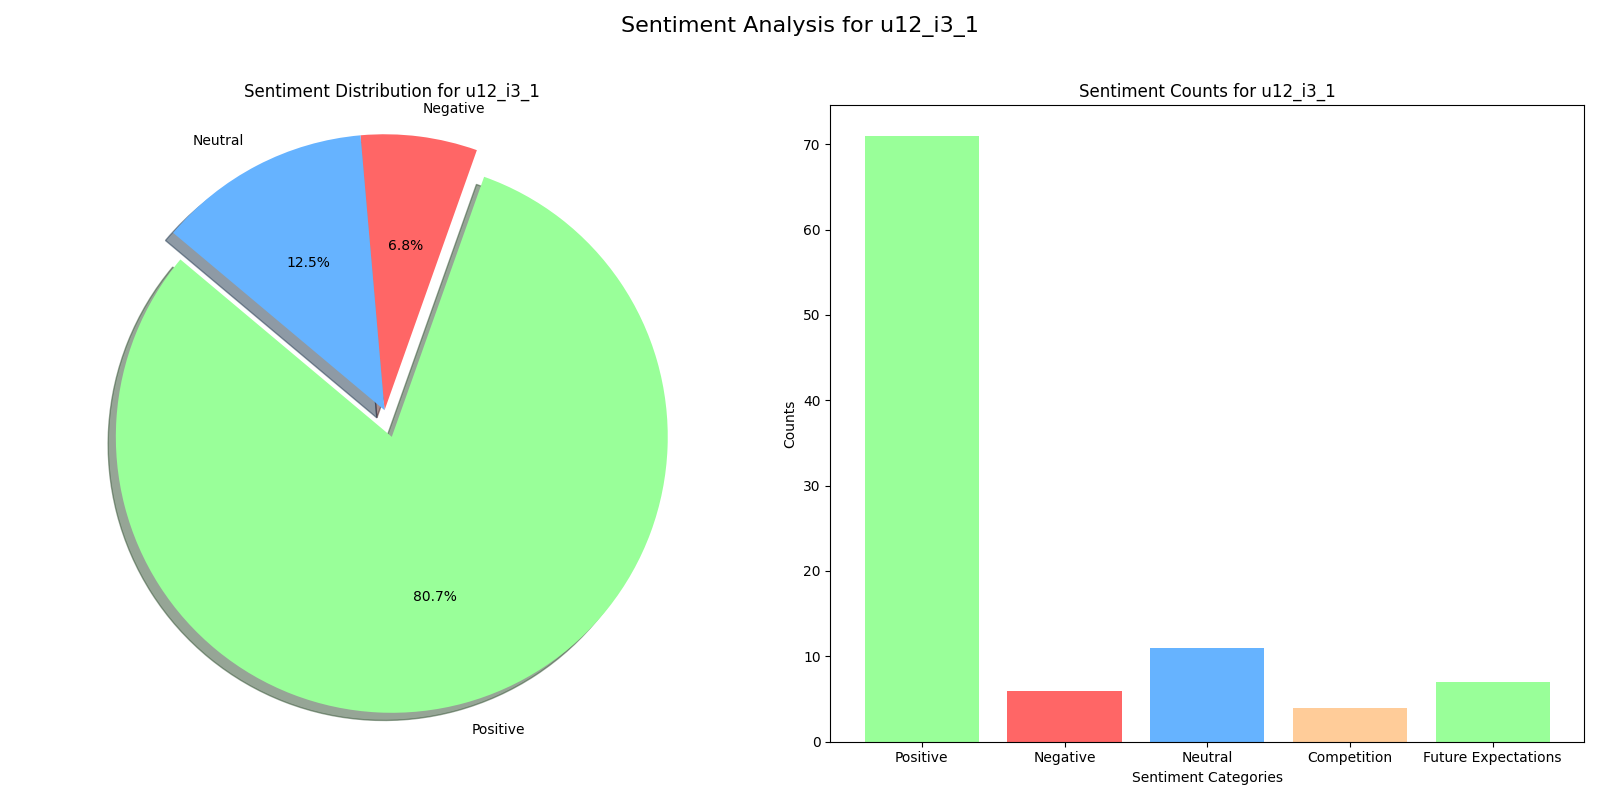 Sentiment Analysis for u12_i3_1
Sentiment Distribution for u12_i3_1
Negative
Neutral
6.8%
12.5%
80.7%
Positive
Sentiment Counts for u12_i3_1
Counts
70
60
50
40
30
20
10
0
Positive Negative Neutral Competition Future Expectations
Sentiment Categories